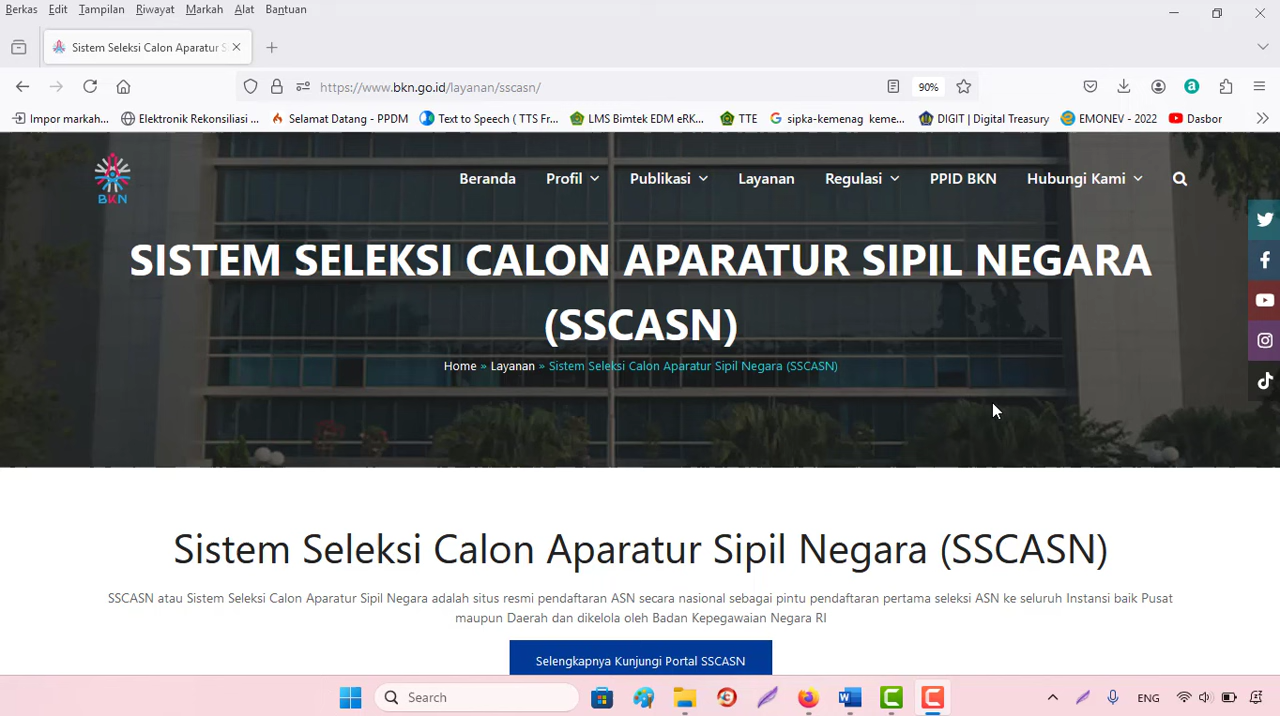 Berkas Edit Tampilan Riwayat Markah Alat Bantuan
Sistem Seleksi Calon Aparatur S
https://www.bkn.go.id/layanan/sscasn/
90%
Impor markah... Elektronik Rekonsiliasi ... Selamat Datang - PPDM Text to Speech ( TTS Fr... LMS Bimtek EDM eRK... TTE sipka-kemenag keme... DIGIT | Digital Treasury EMONEV - 2022 Dasbor
BKN
Beranda Profil Publikasi Layanan Regulasi PPID BKN Hubungi Kami
SISTEM SELEKSI CALON APARATUR SIPIL NEGARA
(SSCASN)
Home » Layanan » Sistem Seleksi Calon Aparatur Sipil Negara (SSCASN)
Sistem Seleksi Calon Aparatur Sipil Negara (SSCASN)
SSCASN atau Sistem Seleksi Calon Aparatur Sipil Negara adalah situs resmi pendaftaran ASN secara nasional sebagai pintu pendaftaran pertama seleksi ASN ke seluruh Instansi baik Pusat
maupun Daerah dan dikelola oleh Badan Kepegawaian Negara RI
Selengkapnya Kunjungi Portal SSCASN
Search
ENG